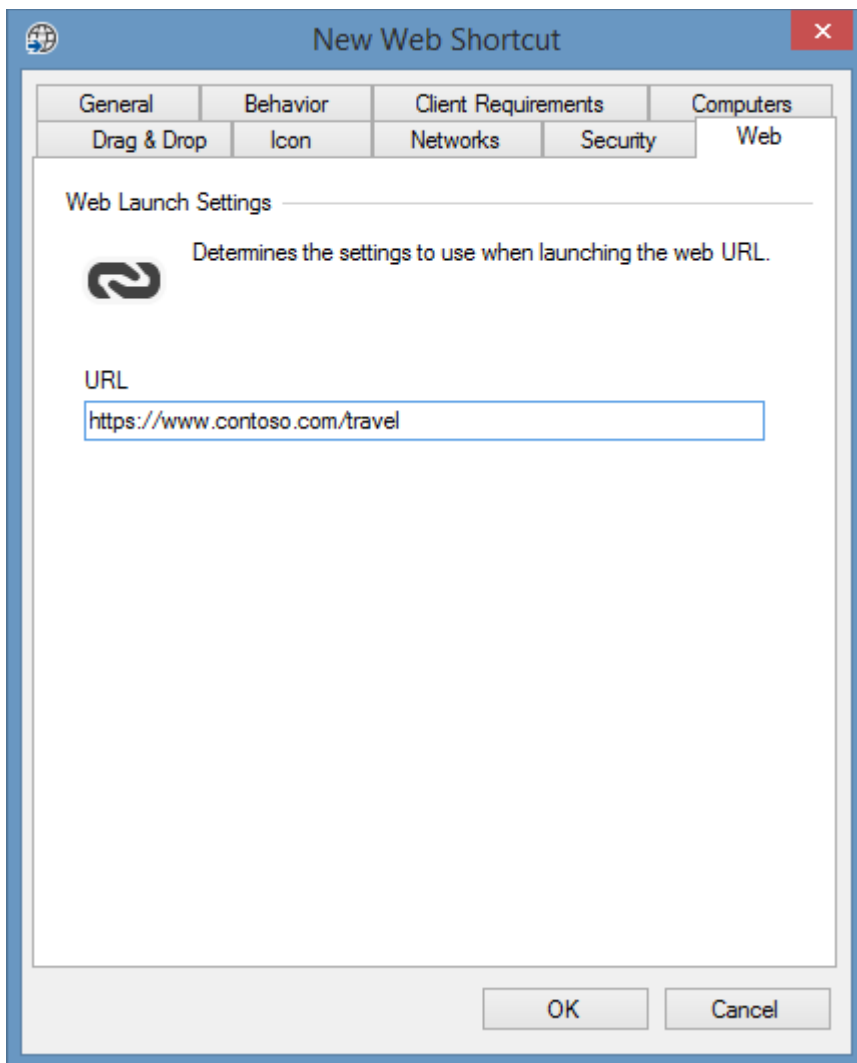 New Web Shortcut
General Behavior Client Requirements Computers
Drag & Drop Icon Networks Security Web
Web Launch Settings
Determines the settings to use when launching the web URL.
URL
https://www.contoso.com/travel
OK Cancel